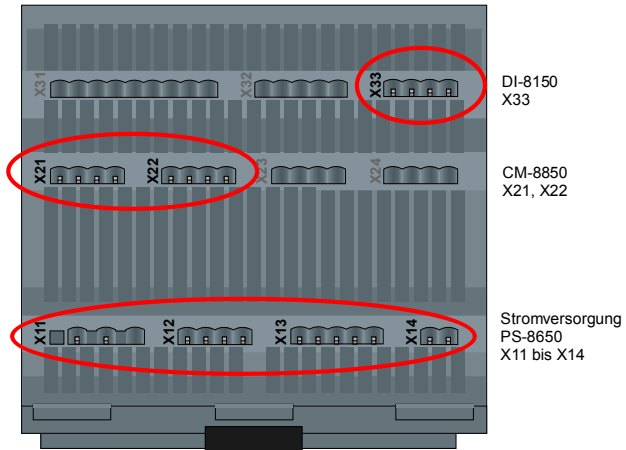 X31
X32
X33
DI-8150
X33
X21
X22
X23
X24
CM-8850
X21, X22
X11
X12
X13
X14
Stromversorgung
PS-8650
X11 bis X14